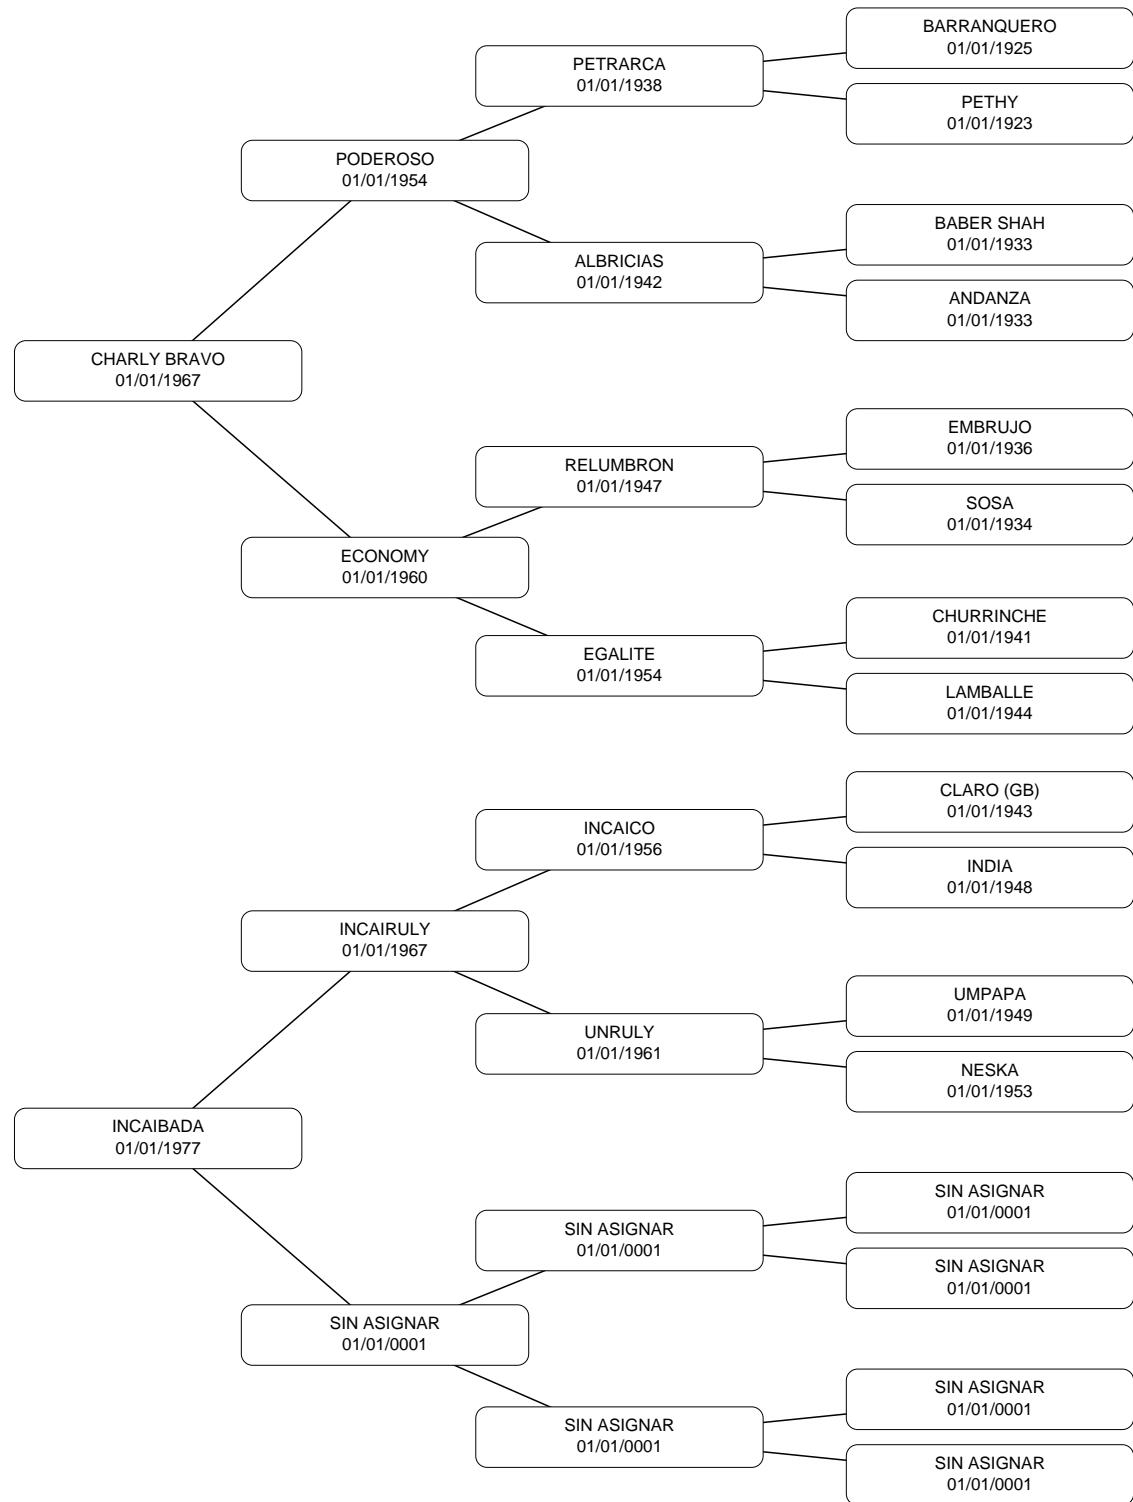 BARRANQUERO
01/01/1925
PETRARCA
01/01/1938
PETHY
01/01/1923
PODEROSO
01/01/1954
BABER SHAH
01/01/1933
ALBRICIAS
01/01/1942
ANDANZA
01/01/1933
CHARLY BRAVO
01/01/1967
EMBRUJO
01/01/1936
RELUMBRON
01/01/1947
SOSA
01/01/1934
ECONOMY
01/01/1960
CHURRINCHE
01/01/1941
EGALITE
01/01/1954
LAMBALLE
01/01/1944
CLARO (GB)
01/01/1943
INCAICO
01/01/1956
INDIA
01/01/1948
INCAIRULY
01/01/1967
UMPAPA
01/01/1949
UNRULY
01/01/1961
NESKA
01/01/1953
INCAIBADA
01/01/1977
SIN ASIGNAR
01/01/0001
SIN ASIGNAR
01/01/0001
SIN ASIGNAR
01/01/0001
SIN ASIGNAR
01/01/0001
SIN ASIGNAR
01/01/0001
SIN ASIGNAR
01/01/0001
SIN ASIGNAR
01/01/0001